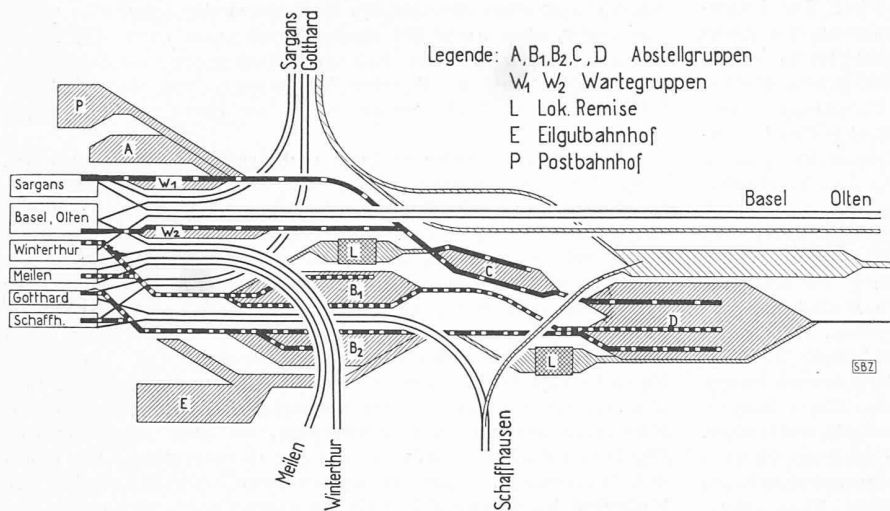 Sargans
Gotthard
Legende: A, B1, B2, C, D Abstellgruppen
W1 W2 Wartegruppen
L Lok. Remise
E Eilgutbahnhof
P Postbahnhof
P
A
W1
Sargans
Basel, Olten
W2
Winterthur
Meilen
Gotthard
Schaffh.
Basel Olten
L
C
B1
D
B2
L
E
SBZ
Meilen
Winterthur
Schaffhausen